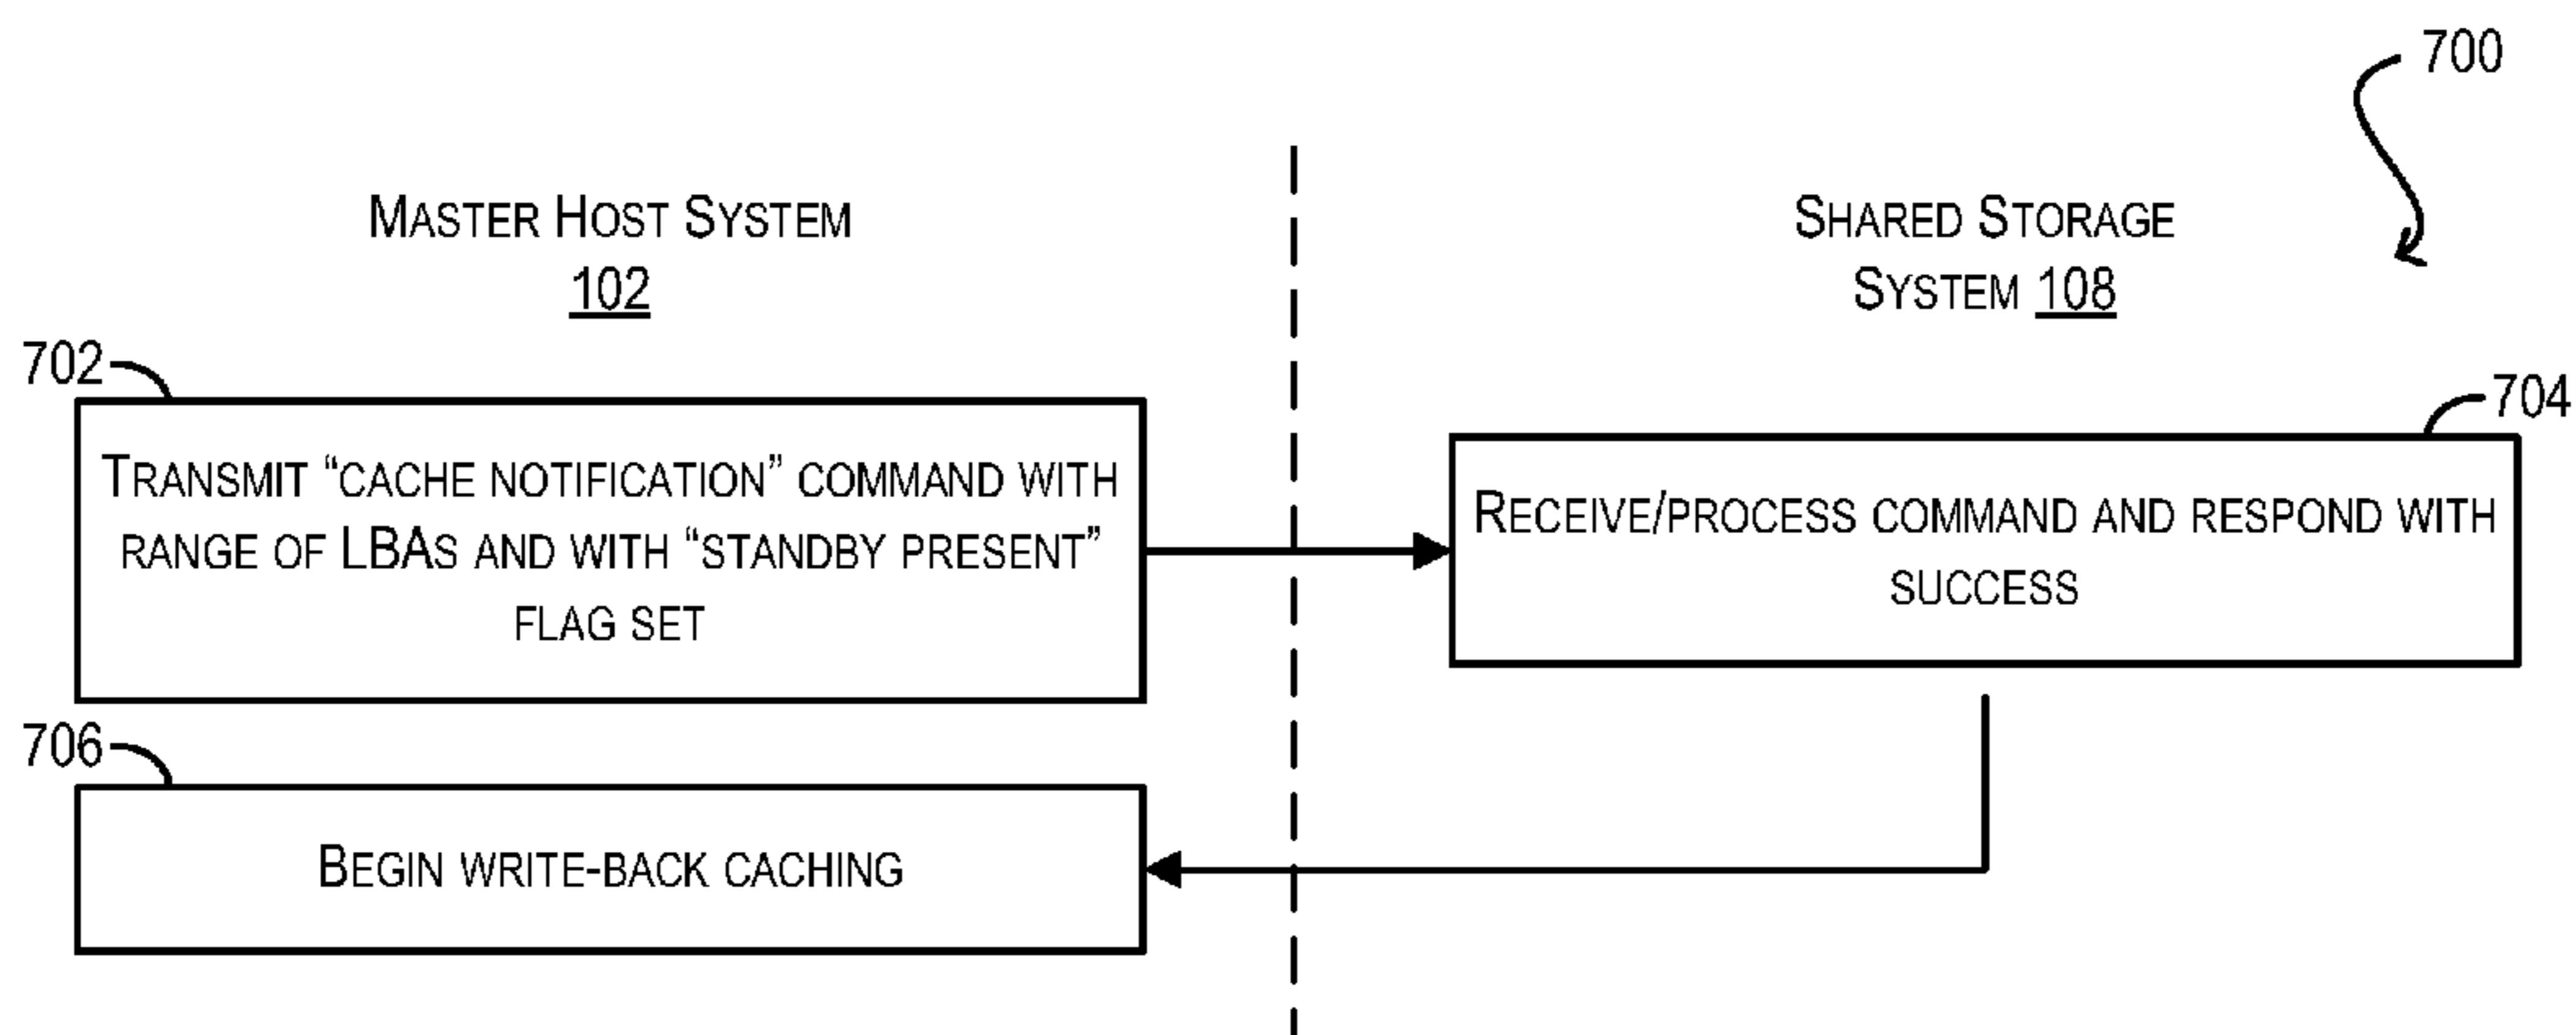 700
MASTER HOST SYSTEM
102
SHARED STORAGE
SYSTEM 108
702
TRANSMIT “CACHE NOTIFICATION” COMMAND WITH
RANGE OF LBAS AND WITH “STANDBY PRESENT”
FLAG SET
704
RECEIVE/PROCESS COMMAND AND RESPOND WITH
SUCCESS
706
BEGIN WRITE-BACK CACHING